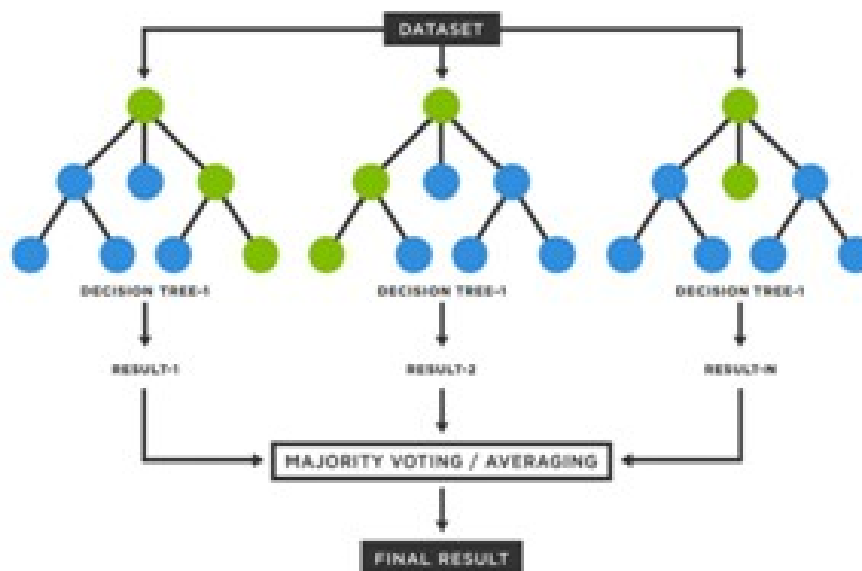 DATASET
DECISION TREE-1
DECISION TREE-1
DECISION TREE-1
RESULT-1
RESULT-2
RESULT-N
MAJORITY VOTING / AVERAGING
FINAL RESULT